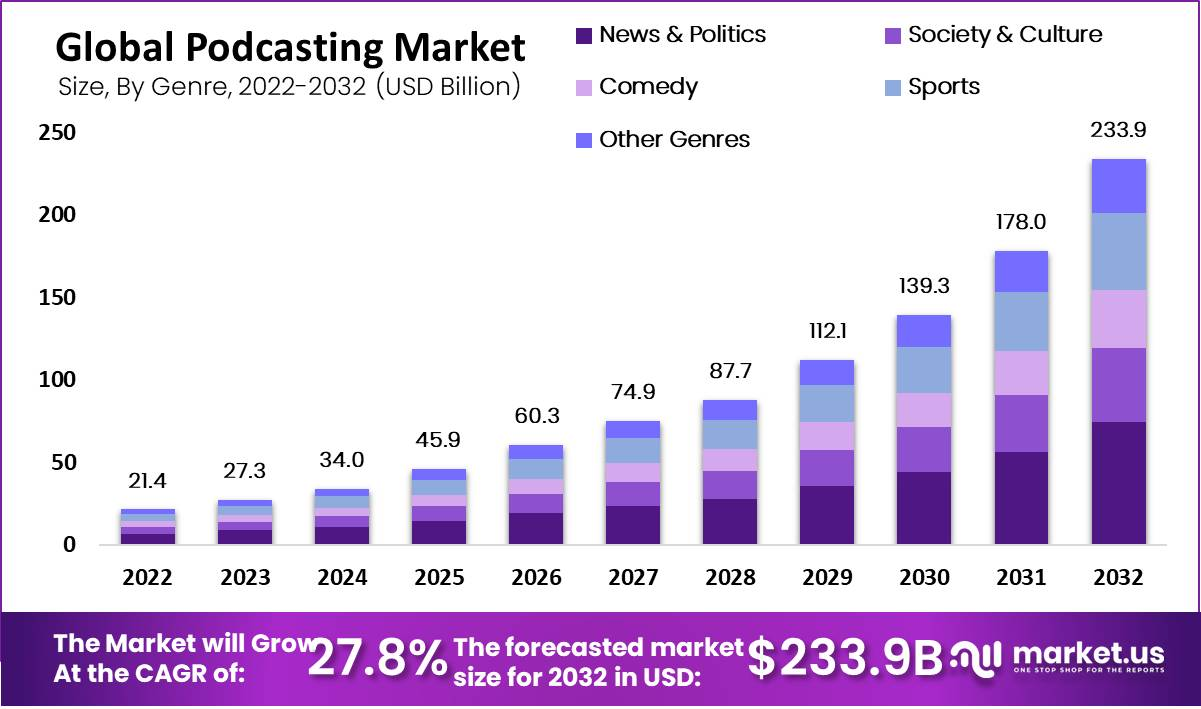 Global Podcasting Market
Size, By Genre, 2022-2032 (USD Billion)
News & Politics
Society & Culture
Comedy
Sports
Other Genres
250
200
150
100
50
0
21.4
27.3
34.0
45.9
60.3
74.9
87.7
112.1
139.3
178.0
233.9
2022
2023
2024
2025
2026
2027
2028
2029
2030
2031
2032
The Market will Grow
At the CAGR of:
27.8%
The forecasted market
size for 2032 in USD:
$233.9B
market.us
ONE STOP SHOP FOR THE REPORTS